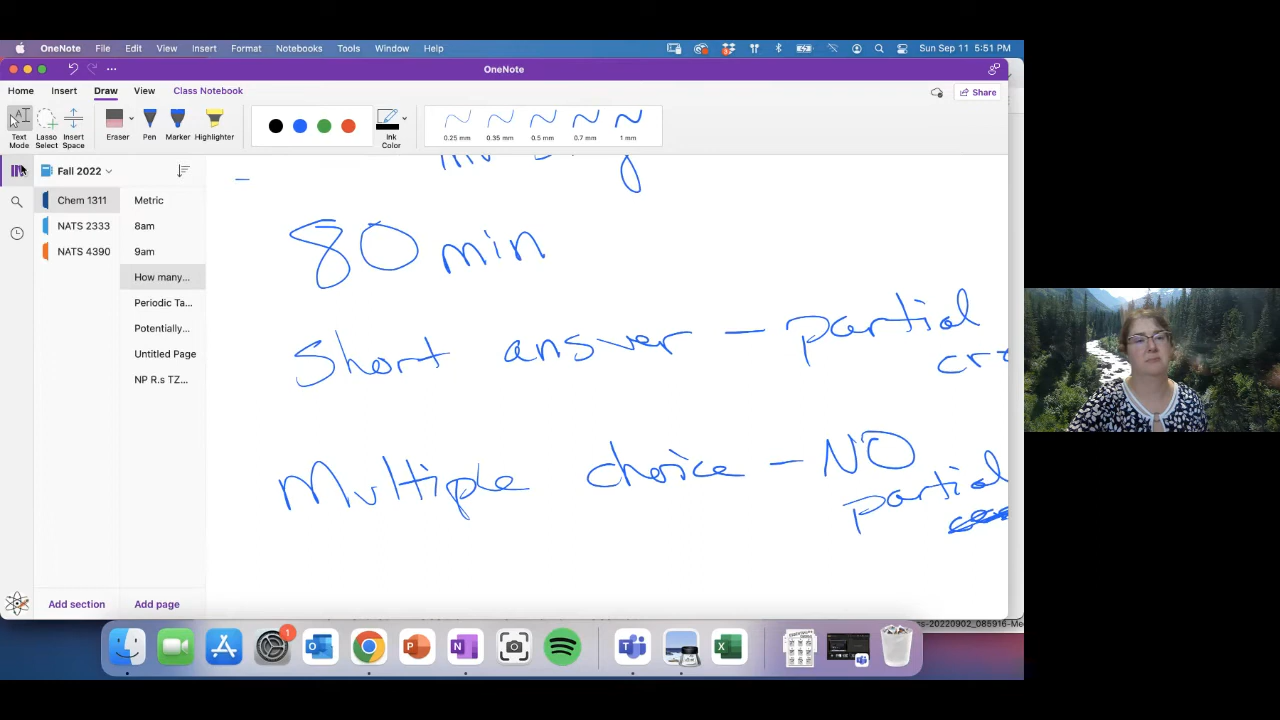 OneNote File Edit View Insert Format Notebooks Tools Window Help Sun Sep 11 5:51 PM
OneNote
Home Insert Draw View Class Notebook Share
Text Mode Lasso Select Insert Space Eraser Pen Marker Highlighter Ink Color 0.25 mm 0.35 mm 0.5 mm 0.7 mm 1 mm
Fall 2022
Chem 1311 Metric
NATS 2333 8am
NATS 4390 9am
How many...
Periodic Ta...
Potentially...
Untitled Page
NP R.s TZ...
80 min
Short answer - partial
cre
Multiple choice - NO
partial
Add section Add page
s-20220902_085916-Me
1